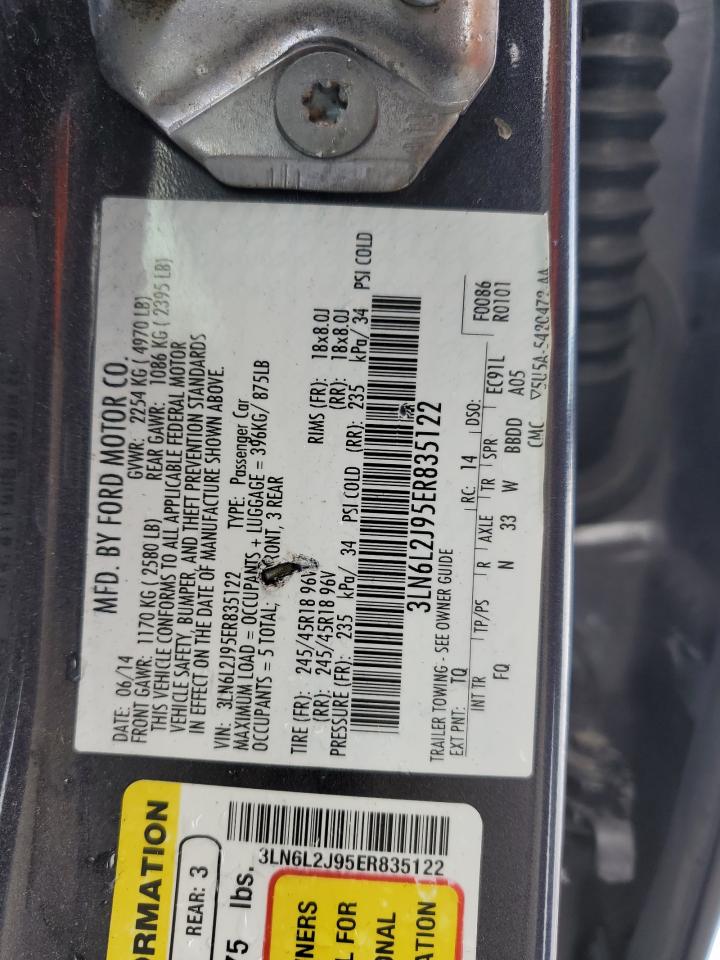 MFD. BY FORD MOTOR CO.
DATE: 06/14 GVWR: 2254 KG ( 4970 LB)
FRONT GAWR: 1170 KG ( 2580 LB) REAR GAWR: 1086 KG ( 2395 LB)
THIS VEHICLE CONFORMS TO ALL APPLICABLE FEDERAL MOTOR
VEHICLE SAFETY, BUMPER, AND THEFT PREVENTION STANDARDS
IN EFFECT ON THE DATE OF MANUFACTURE SHOWN ABOVE.
VIN: 3LN6L2J95ER835122 TYPE: Passenger Car
MAXIMUM LOAD = OCCUPANTS + LUGGAGE = 396KG/ 875LB
OCCUPANTS = 5 TOTAL; FRONT, 3 REAR
TIRE (FR): 245/45R18 96V RIMS (FR): 18x8.0J
(RR): 245/45R18 96V (RR): 18x8.0J
PRESSURE (FR): 235 kPa/ 34 PSI COLD (RR): 235 kPa/ 34 PSI COLD
3LN6L2J95ER835122
TRAILER TOWING - SEE OWNER GUIDE
EXT PNT: TQ RC: 14 DSO: F0086
R0101
INT TR TP/PS R AXLE TR SPR EC91L
FQ N 33 W BBDD A05
CMC
3LN6L2J95ER835122
ORMATION
REAR: 3
75 lbs.
TNERS
L FOR
ONAL
ATION